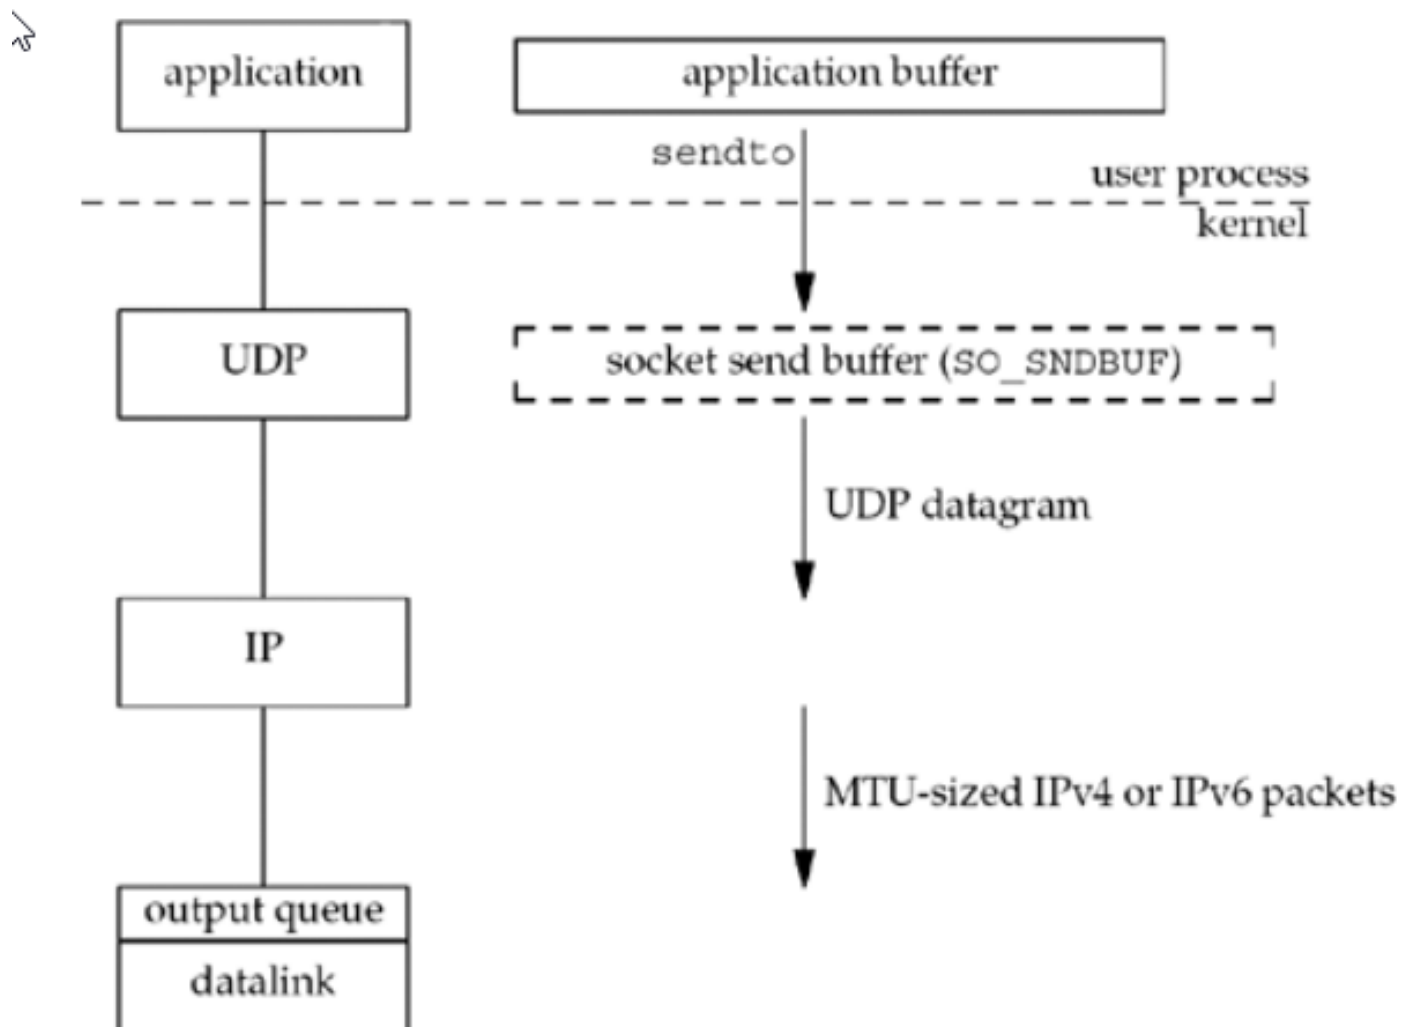 application
application buffer
sendto
user process
kernel
UDP
socket send buffer (SO_SNDBUF)
UDP datagram
IP
MTU-sized IPv4 or IPv6 packets
output queue
datalink